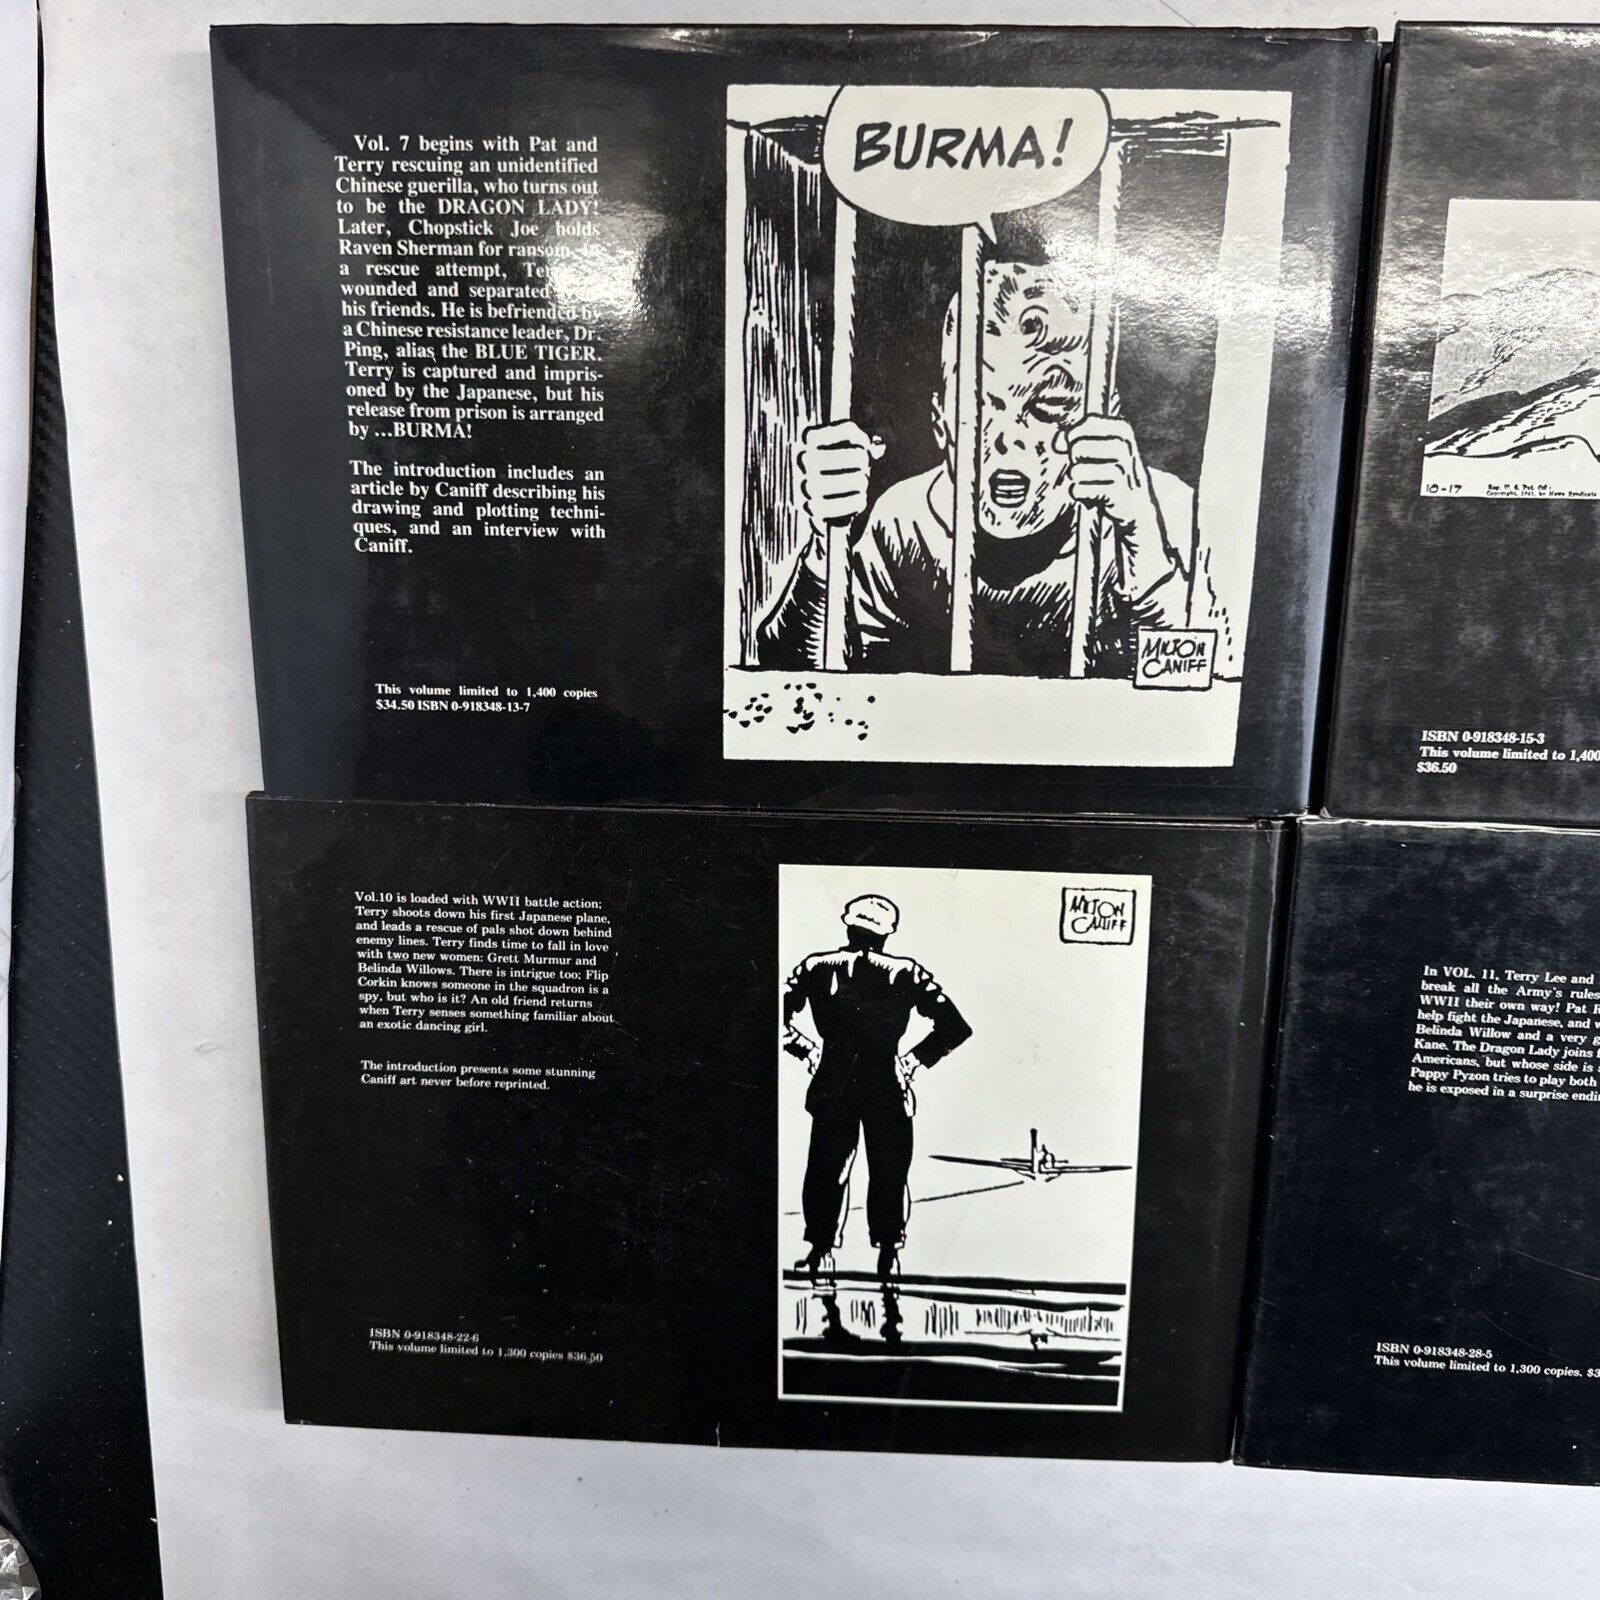 Vol. 7 begins with Pat and
Terry rescuing an unidentified
Chinese guerilla, who turns out
to be the DRAGON LADY!
Later, Chopstick Joe holds
Raven Sherman for ransom.
a rescue attempt,
wounded and separated
his friends. He is befriended by
a Chinese resistance leader, Dr.
Ping, alias the BLUE TIGER.
Terry is captured and impris-
oned by the Japanese, but his
release from prison is arranged
by ...BURMA!
The introduction includes an
article by Caniff describing his
drawing and plotting techni-
ques, and an interview with
Caniff.
This volume limited to 1,400 copies
$34.50 ISBN 0-918348-13-7
BURMA!
MILTON
CANIFF
10-17
ISBN 0-918348-15-3
This volume limited to 1,400
$36.50
Vol.10 is loaded with WWII battle action;
Terry shoots down his first Japanese plane,
and leads a rescue of pals shot down behind
enemy lines. Terry finds time to fall in love
with two new women: Grett Murmur and
Belinda Willows. There is intrigue too; Flip
Corkin knows someone in the squadron is a
spy, but who is it? An old friend returns
when Terry senses something familiar about
an exotic dancing girl.
The introduction presents some stunning
Caniff art never before reprinted.
ISBN 0-918348-22-6
This volume limited to 1,300 copies $36.50
MILTON
CANIFF
In VOL. 11, Terry Lee and
break all the Army's rules
WWII their own way! Pat R
help fight the Japanese, and w
Belinda Willow and a very g
Kane. The Dragon Lady joins f
Americans, but whose side is
Pappy Pyzon tries to play both
he is exposed in a surprise endin
ISBN 0-918348-28-5
This volume limited to 1,300 copies. $3